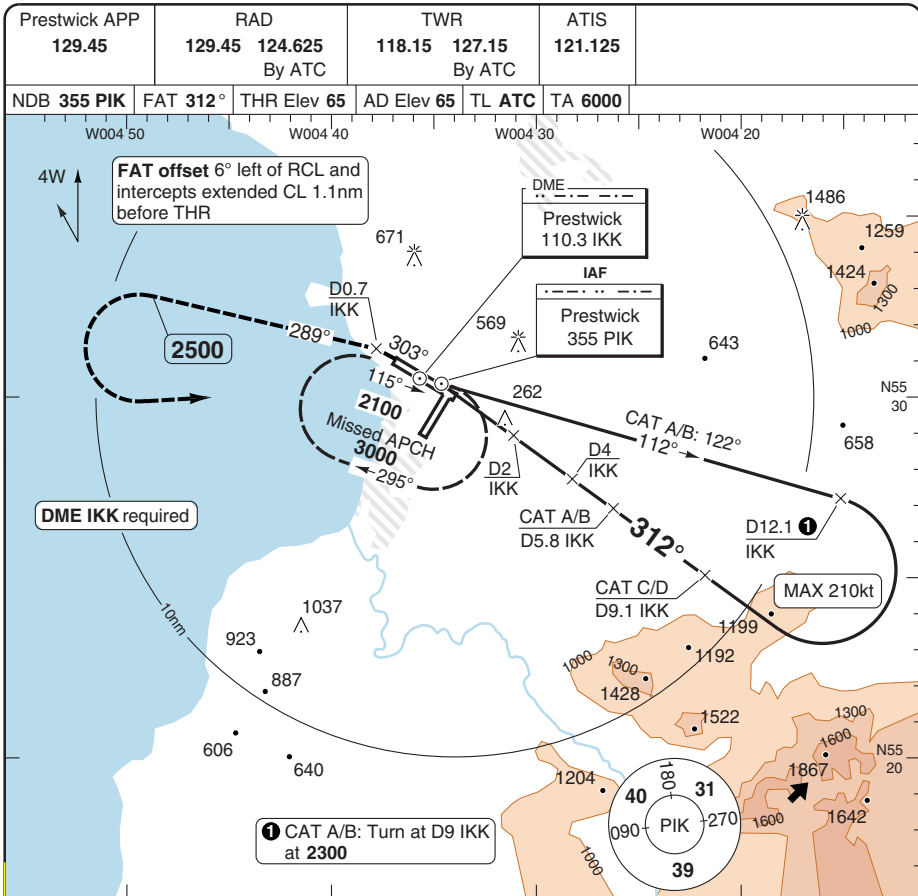 Prestwick APP
129.45
RAD
129.45 124.625
By ATC
TWR
118.15 127.15
By ATC
ATIS
121.125
NDB 355 PIK
FAT 312°
THR Elev 65
AD Elev 65
TL ATC
TA 6000
W004 50
W004 40
W004 30
W004 20
4W
FAT offset 6° left of RCL and
intercepts extended CL 1.1nm
before THR
DME
Prestwick
110.3 IKK
IAF
Prestwick
355 PIK
1486
1259
1424
1300
1000
671
569
643
D0.7
IKK
289°
2500
303°
115°
2100
Missed APCH
3000
295°
262
N55
30
658
CAT A/B: 122°
112°
D2
IKK
D4
IKK
CAT A/B
D5.8 IKK
312°
D12.1 ❶
IKK
DME IKK required
CAT C/D
D9.1 IKK
MAX 210kt
10nm
1037
923
887
606
640
1199
1192
1000
1300
1428
1522
1300
1600
N55
20
1867
1642
1600
1204
1000
180
40
31
090
PIK
270
39
❶ CAT A/B: Turn at D9 IKK
at 2300